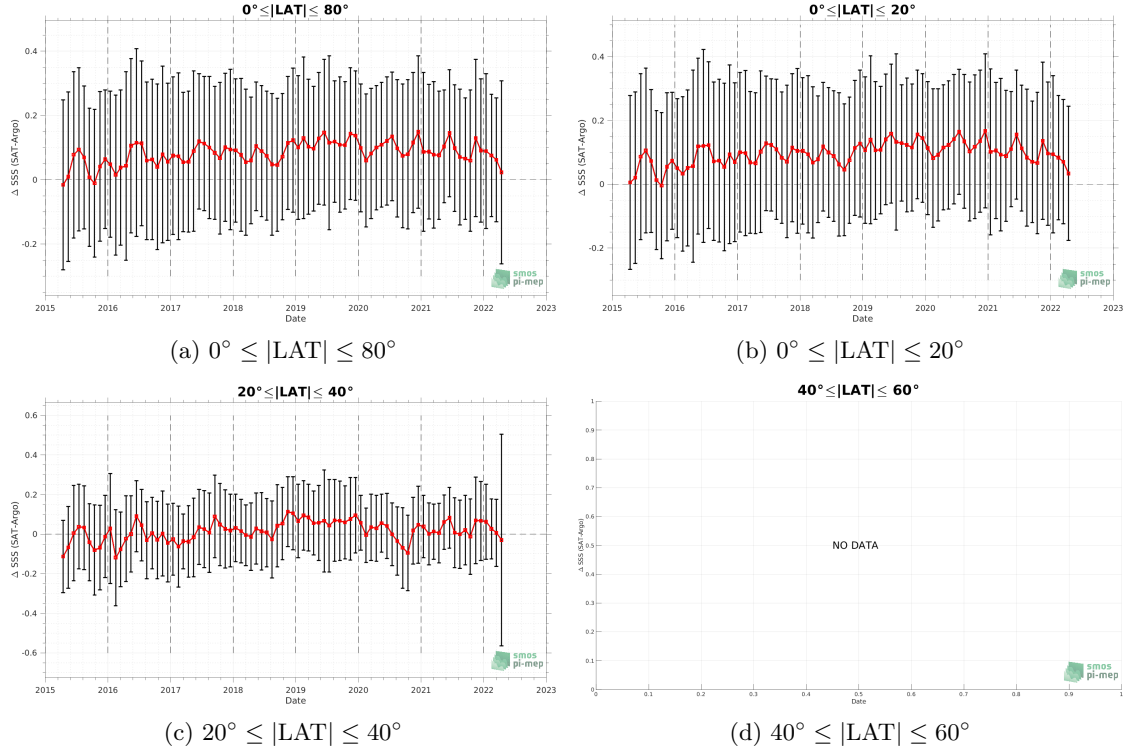 0°≤|LAT|≤ 80°
Δ SSS (SAT-Argo)
0.4
0.2
0
-0.2
2015 2016 2017 2018 2019 2020 2021 2022 2023
Date
smos
pi-mep
(a) 0° ≤ |LAT| ≤ 80°
0°≤|LAT|≤ 20°
Δ SSS (SAT-Argo)
0.4
0.2
0
-0.2
2015 2016 2017 2018 2019 2020 2021 2022 2023
Date
smos
pi-mep
(b) 0° ≤ |LAT| ≤ 20°
20°≤|LAT|≤ 40°
Δ SSS (SAT-Argo)
0.6
0.4
0.2
0
-0.2
-0.4
-0.6
2015 2016 2017 2018 2019 2020 2021 2022 2023
Date
smos
pi-mep
(c) 20° ≤ |LAT| ≤ 40°
40°≤|LAT|≤ 60°
Δ SSS (SAT-Argo)
1
0.9
0.8
0.7
0.6
0.5
0.4
0.3
0.2
0.1
0
NO DATA
0 0.1 0.2 0.3 0.4 0.5 0.6 0.7 0.8 0.9 1
Date
smos
pi-mep
(d) 40° ≤ |LAT| ≤ 60°